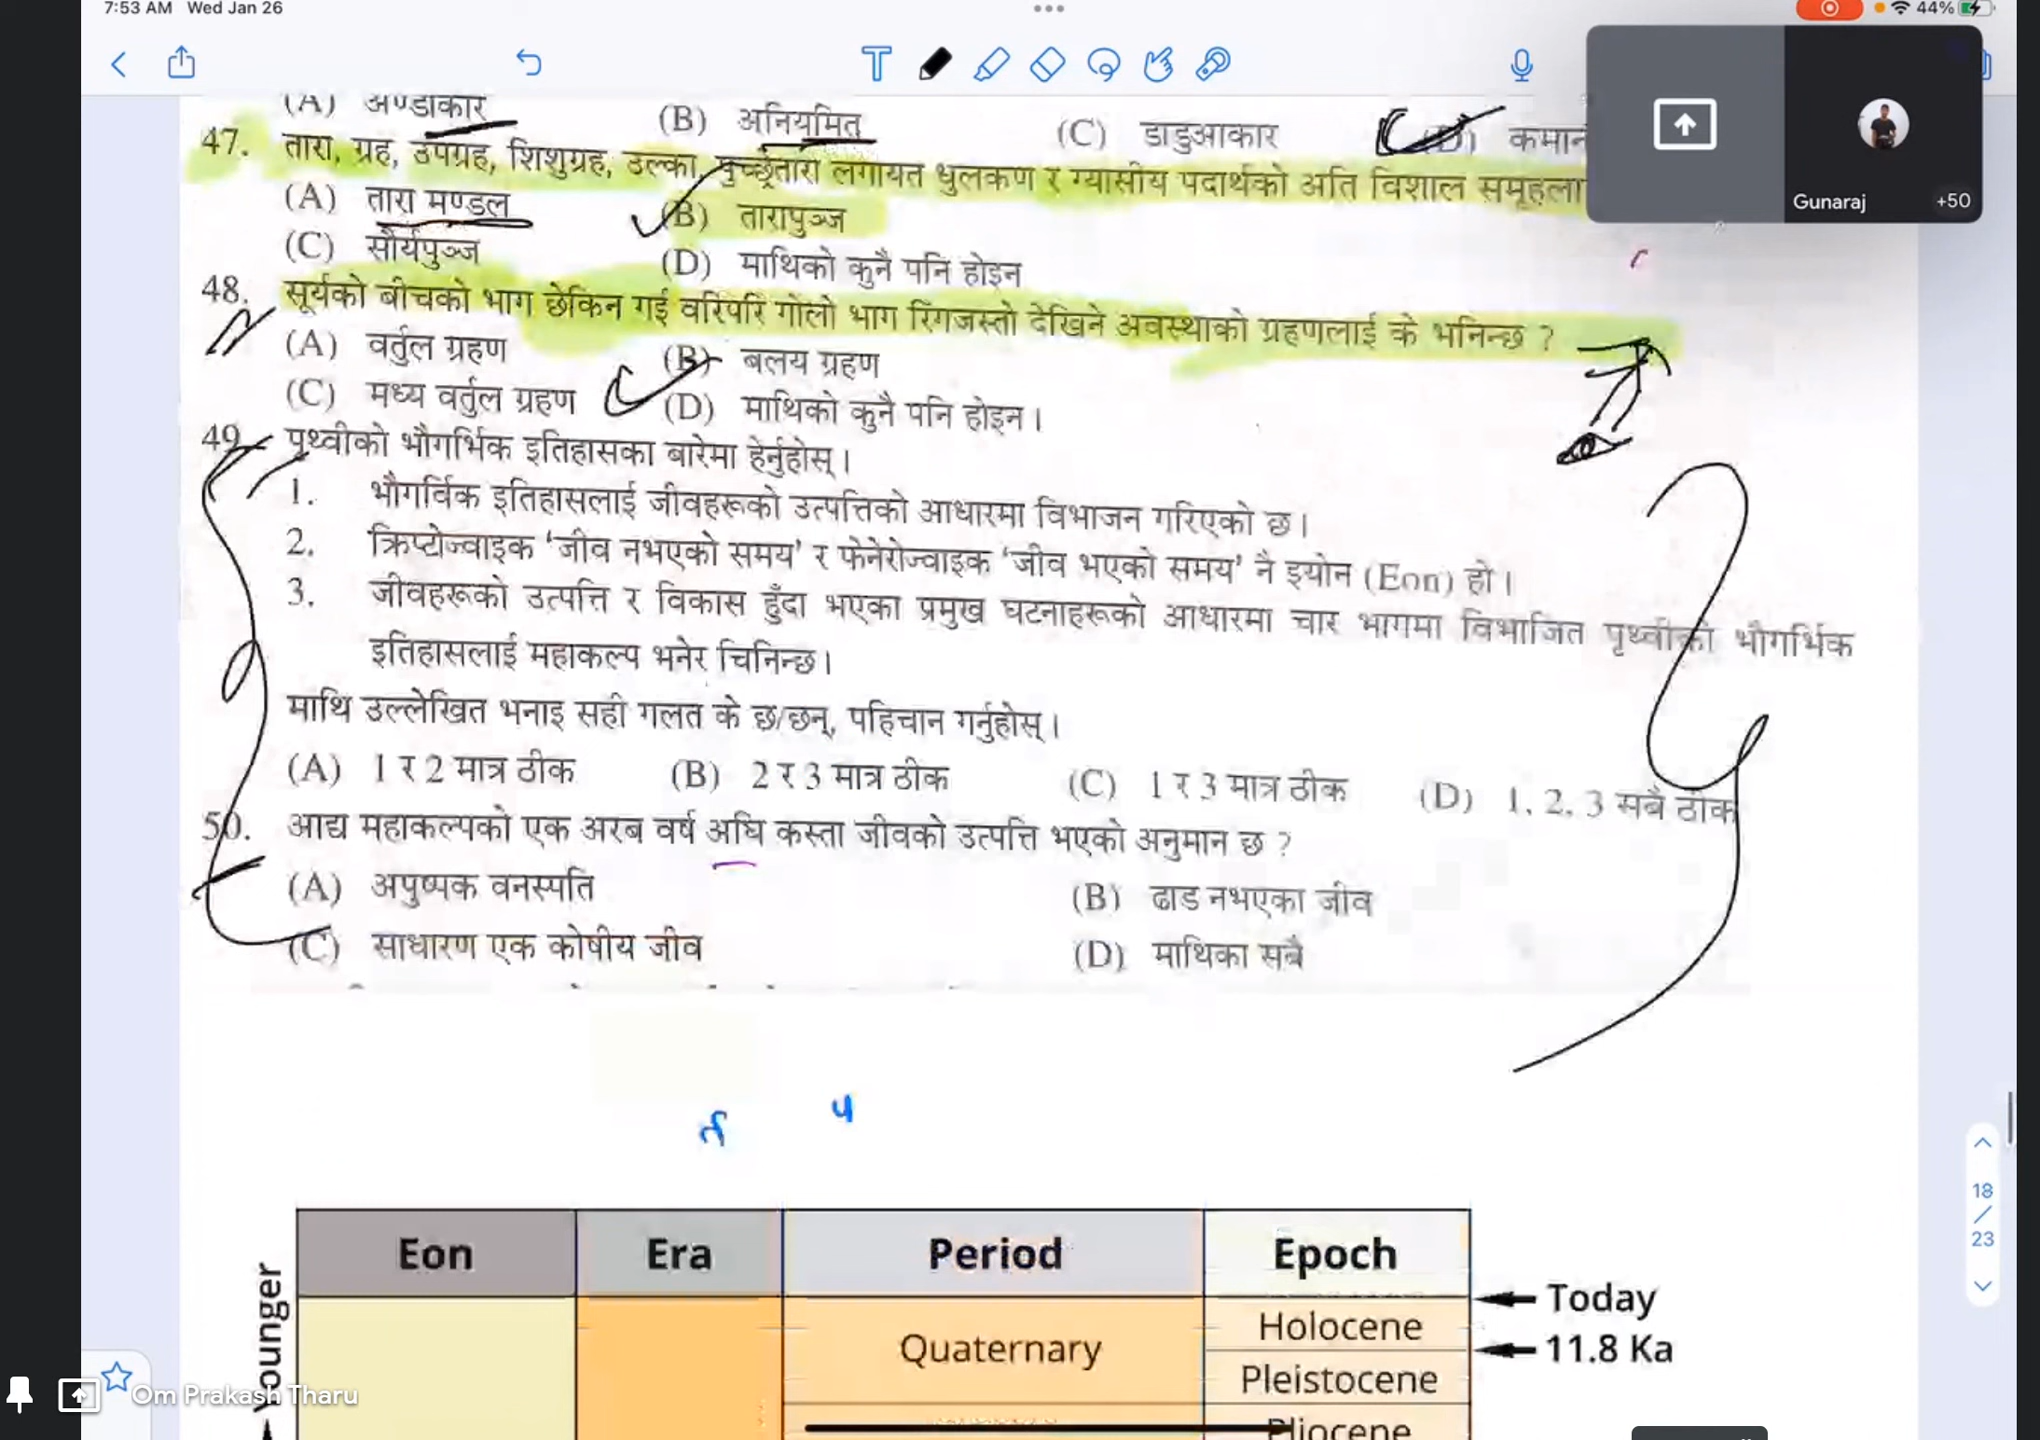 7:53 AM Wed Jan 26
44%
(A) अण्डाकार (B) अनियमित (C) डाडुआकार (D)
47. तारा, ग्रह, उपग्रह, शिशुग्रह, उल्का, पुच्छ्रेतारा लगायत धुलकण र ग्यासीय पदार्थको अति विशाल समूहला
(A) तारा मण्डल (B) तारापुञ्ज
(C) सौर्यपुञ्ज (D) माथिको कुनै पनि होइन
48. सूर्यको बीचको भाग छेकिन गई वरिपरि गोलो भाग रिंगजस्तो देखिने अवस्थाको ग्रहणलाई के भनिन्छ ?
(A) वर्तुल ग्रहण (B) बलय ग्रहण
(C) मध्य वर्तुल ग्रहण (D) माथिको कुनै पनि होइन ।
49. पृथ्वीको भौगर्भिक इतिहासका बारेमा हेर्नुहोस् ।
1. भौगर्विक इतिहासलाई जीवहरूको उत्पत्तिको आधारमा विभाजन गरिएको छ ।
2. क्रिप्टोज्वाइक ‘जीव नभएको समय’ र फेनेरोज्वाइक ‘जीव भएको समय’ नै इयोन (Eon) हो ।
3. जीवहरूको उत्पत्ति र विकास हुँदा भएका प्रमुख घटनाहरूको आधारमा चार भागमा विभाजित पृथ्वीको भौगर्भिक
इतिहासलाई महाकल्प भनेर चिनिन्छ ।
माथि उल्लेखित भनाइ सही गलत के छ/छन्, पहिचान गर्नुहोस् ।
(A) 1 र 2 मात्र ठीक (B) 2 र 3 मात्र ठीक (C) 1 र 3 मात्र ठीक (D) 1, 2, 3 सबै ठीक
50. आद्य महाकल्पको एक अरब वर्ष अघि कस्ता जीवको उत्पत्ति भएको अनुमान छ ?
(A) अपुष्पक वनस्पति (B) ढाड नभएका जीव
(C) साधारण एक कोषीय जीव (D) माथिका सबै
Gunaraj +50
18
/
23
Eon Era Period Epoch
Younger
Quaternary
Holocene
Pleistocene
Pliocene
Today
11.8 Ka
Om Prakash Tharu